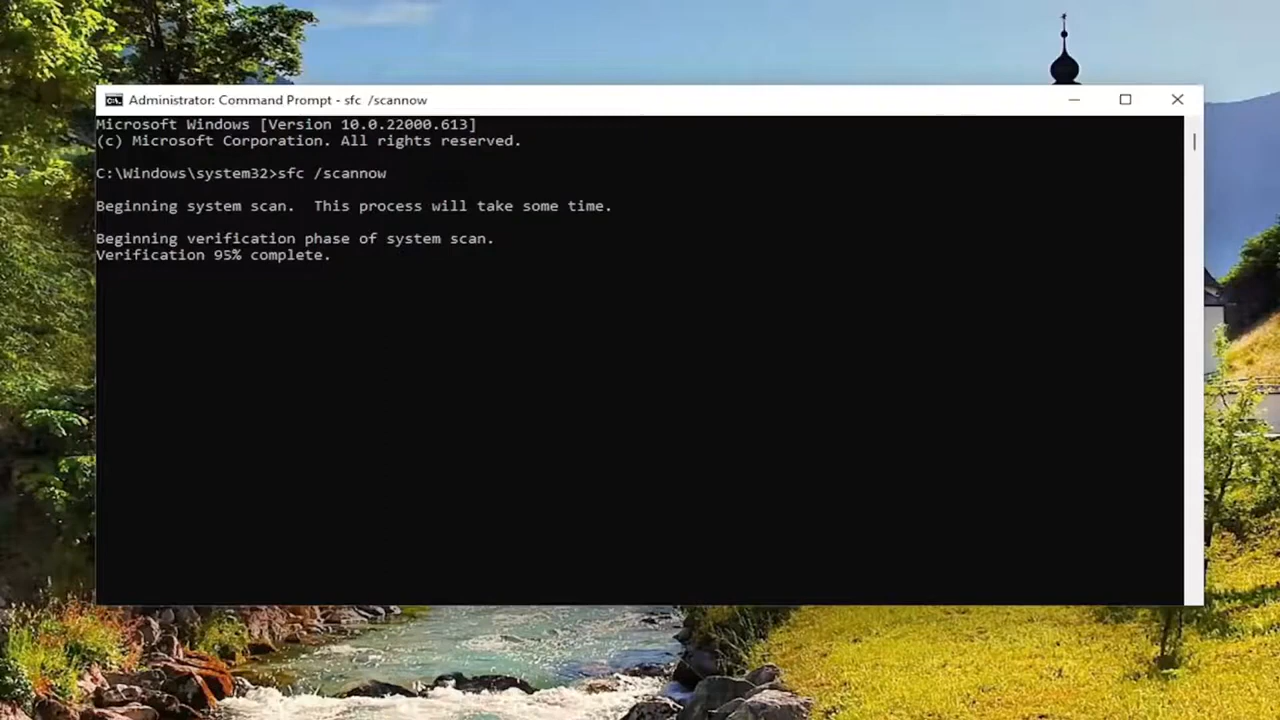 Administrator: Command Prompt - sfc  /scannow
Microsoft Windows [Version 10.0.22000.613]
(c) Microsoft Corporation. All rights reserved.
C:\Windows\system32>sfc /scannow
Beginning system scan.  This process will take some time.
Beginning verification phase of system scan.
Verification 95% complete.